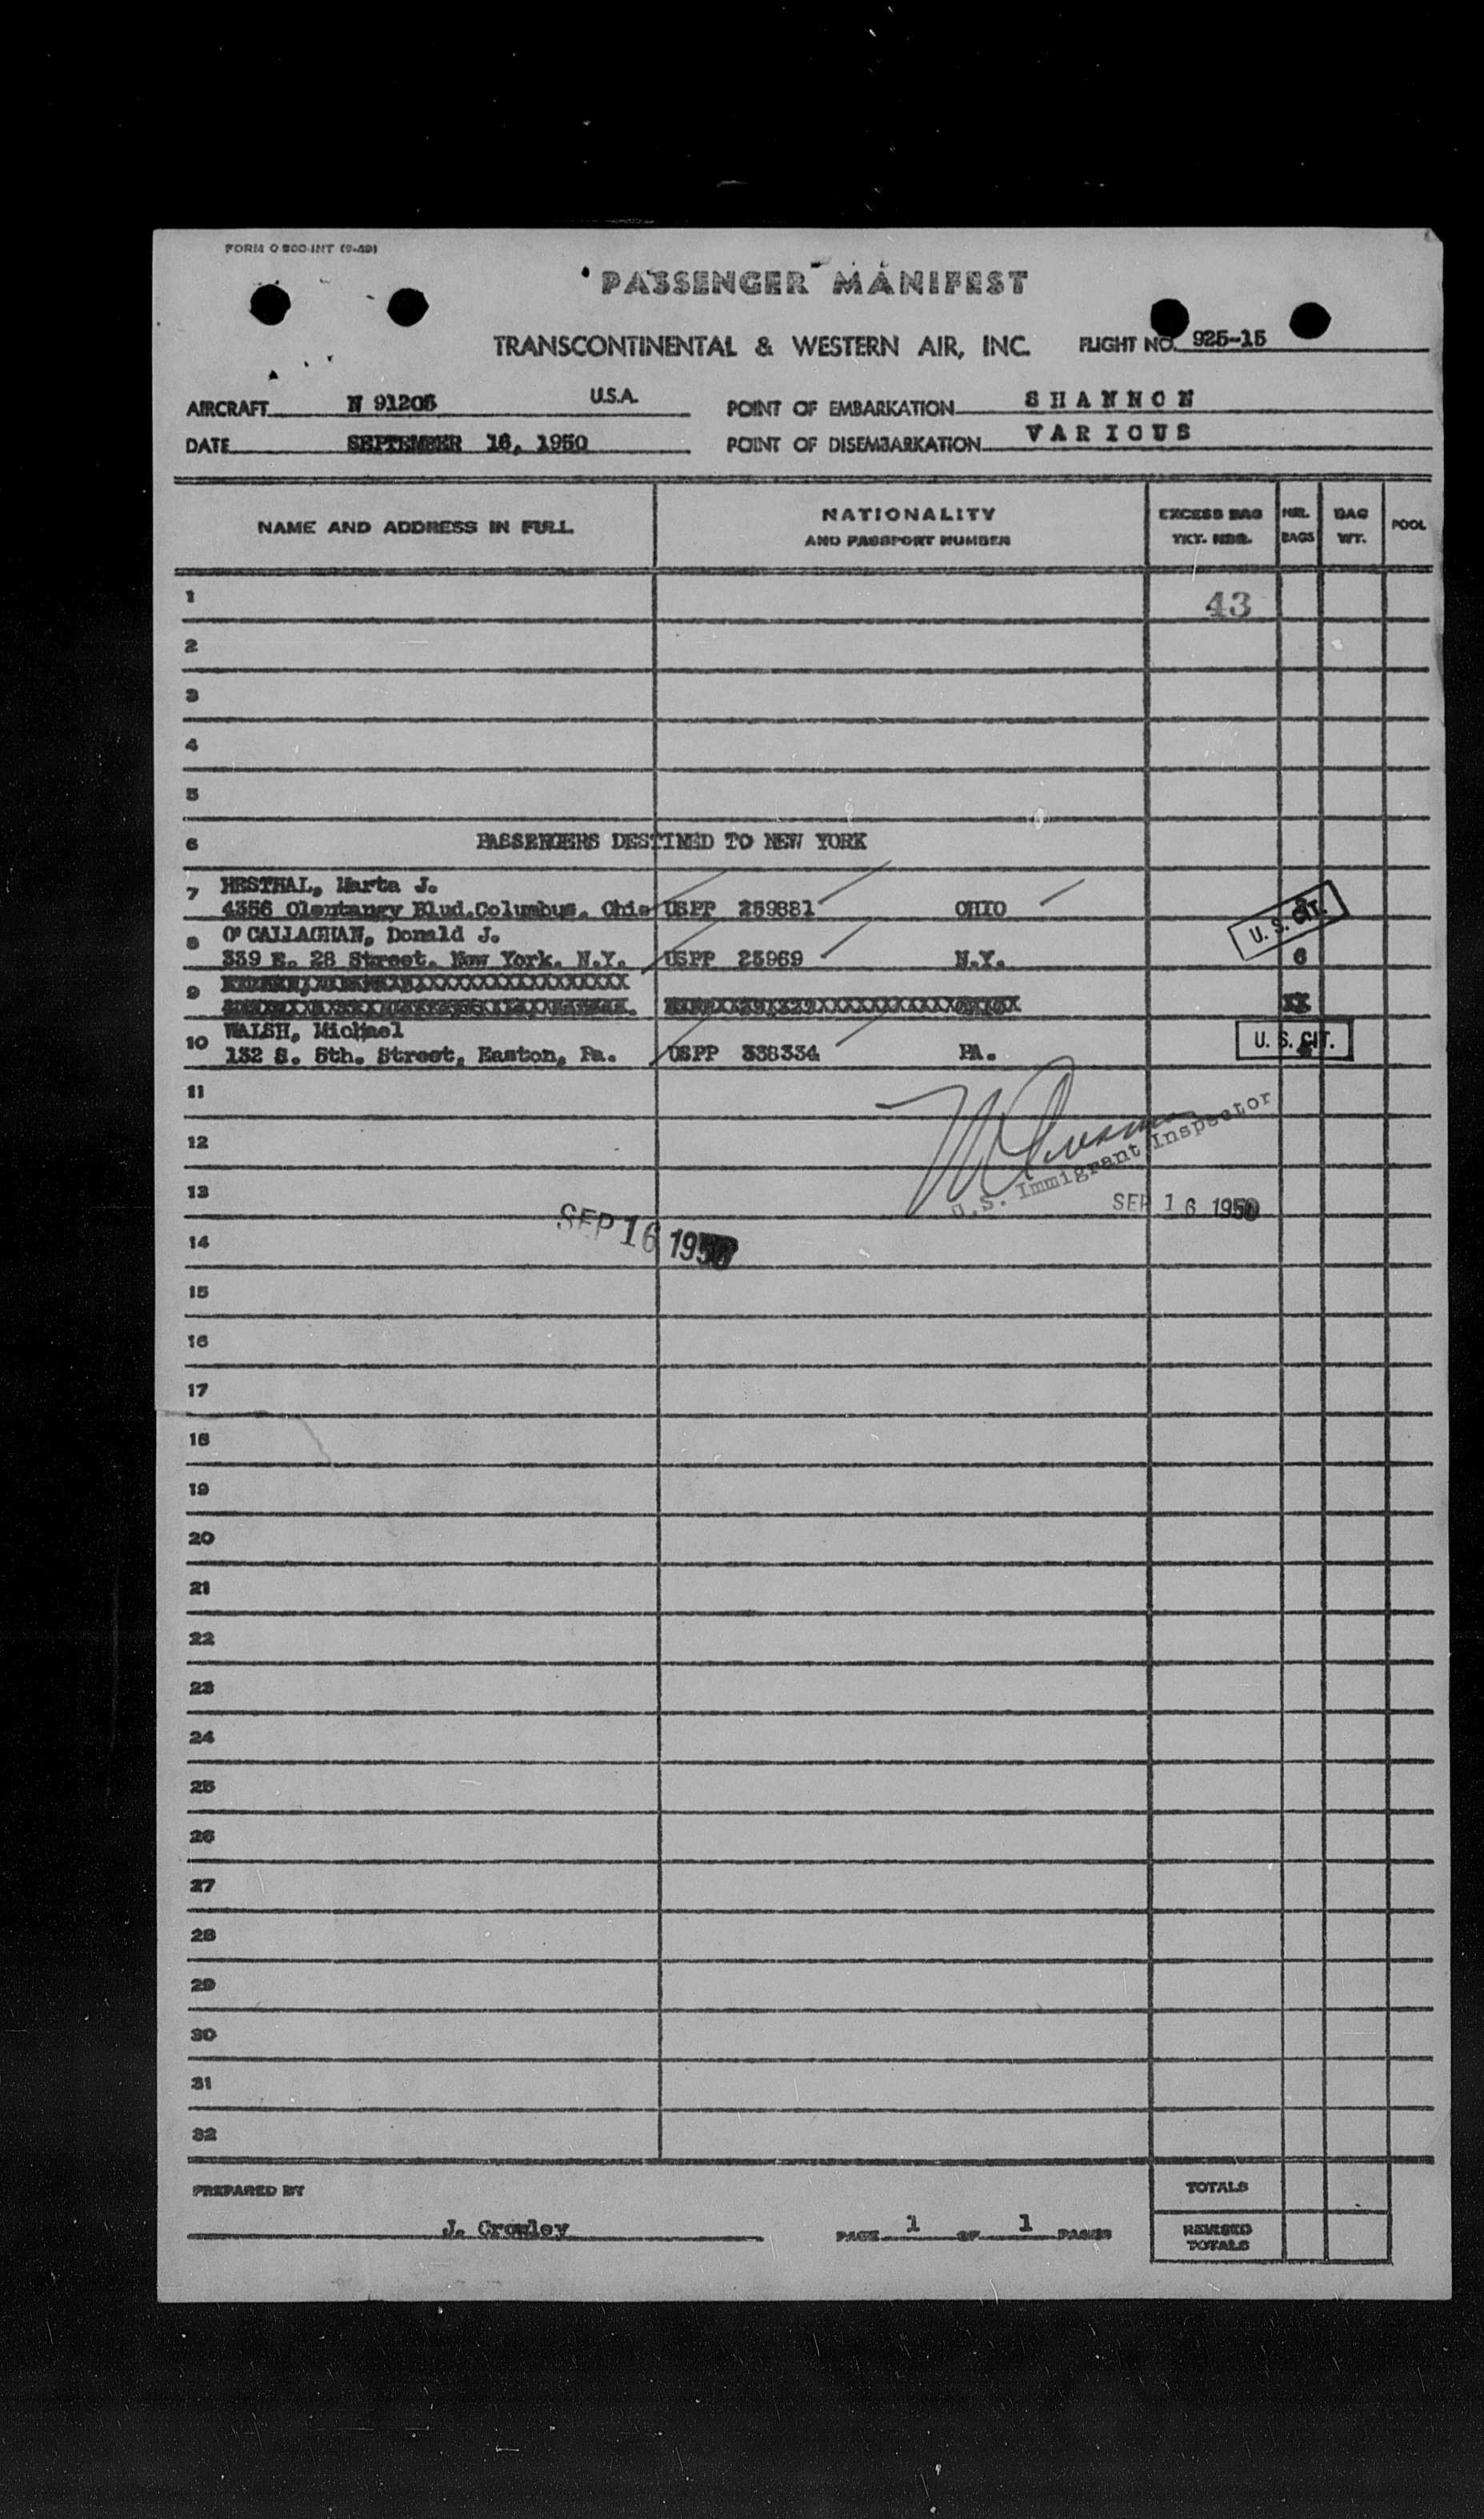 FORM O 800-INT (9-49)
PASSENGER MANIFEST
TRANSCONTINENTAL & WESTERN AIR, INC. FLIGHT NO. 925-15
AIRCRAFT N 91205 U.S.A. POINT OF EMBARKATION SHANNON
DATE SEPTEMBER 16, 1950 POINT OF DISEMBARKATION VARIOUS
NAME AND ADDRESS IN FULL NATIONALITY AND PASSPORT NUMBER EXCESS BAG TKT. NBR. NBR. BAGS BAG WT. POOL
1 43
2
3
4
5
6 PASSENGERS DESTINED TO NEW YORK
7 HESTHAL, Marta J.
4356 Olentangy Blud.Columbus. Ohio USPP 259881 OHIO U. S. CIT.
8 O'CALLAGHAN, Donald J.
339 E. 28 Street. New York. N.Y. USPP 23969 N.Y. 6
9
10 WALSH, Michael
132 S. 5th. Street, Easton, Pa. USPP 338334 PA. U. S. CIT.
11
12
U.S. Immigrant Inspector
13 SEP 16 1950
14 SEP 16 1950
15
16
17
18
19
20
21
22
23
24
25
26
27
28
29
30
31
32
PREPARED BY TOTALS
J. Crowley PAGE 1 OF 1 PAGES REVISED TOTALS